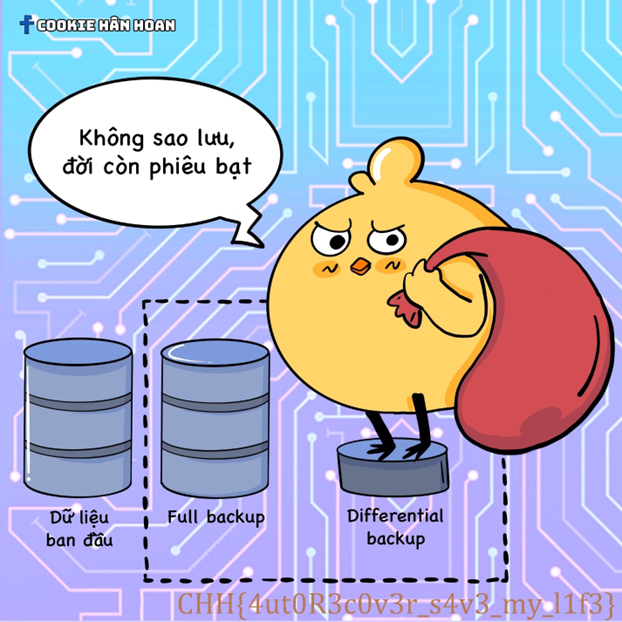 COOKIE HÂN HOAN
Không sao lưu,
đời còn phiêu bạt
Dữ liệu
ban đầu
Full backup
Differential
backup
CHH{4ut0R3c0v3r_s4v3_my_l1f3}